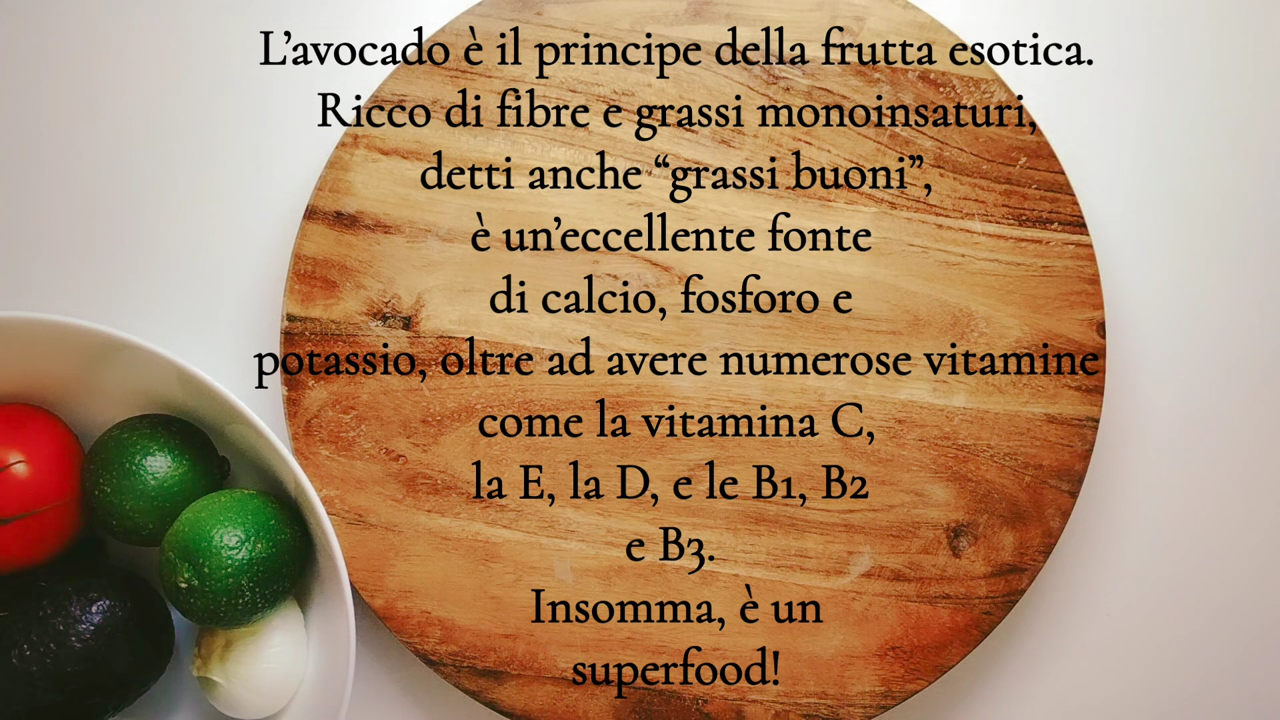 L’avocado è il principe della frutta esotica.
Ricco di fibre e grassi monoinsaturi,
detti anche “grassi buoni”,
è un’eccellente fonte
di calcio, fosforo e
potassio, oltre ad avere numerose vitamine
come la vitamina C,
la E, la D, e le B1, B2
e B3.
Insomma, è un
superfood!